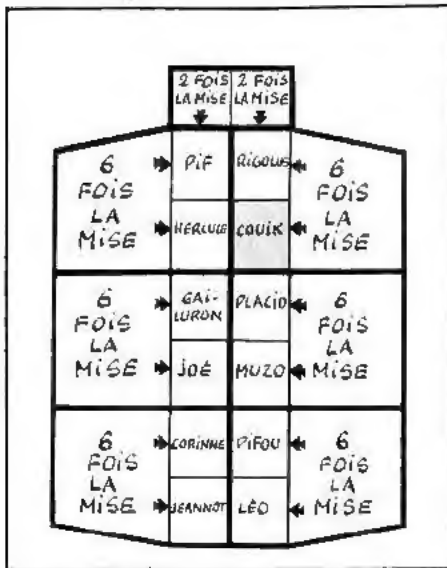 2 FOIS 2 FOIS
LA MISE LA MISE
6 FOIS LA MISE
PIF RIGOLUS
6 FOIS LA MISE
HERCULE COUIK
6 FOIS LA MISE
GAI-LURON PLACID
6 FOIS LA MISE
JOÉ MUZO
6 FOIS LA MISE
CORINNE PIFOU
6 FOIS LA MISE
JEANNOT LÉO